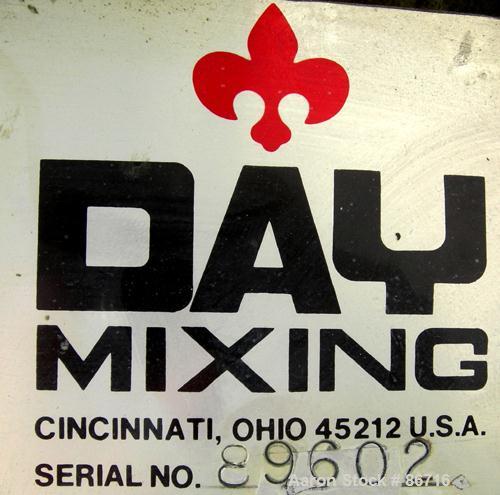 DAY
MIXING
CINCINNATI, OHIO 45212 U.S.A.
SERIAL NO. 89602
Aaron Stock # 86716